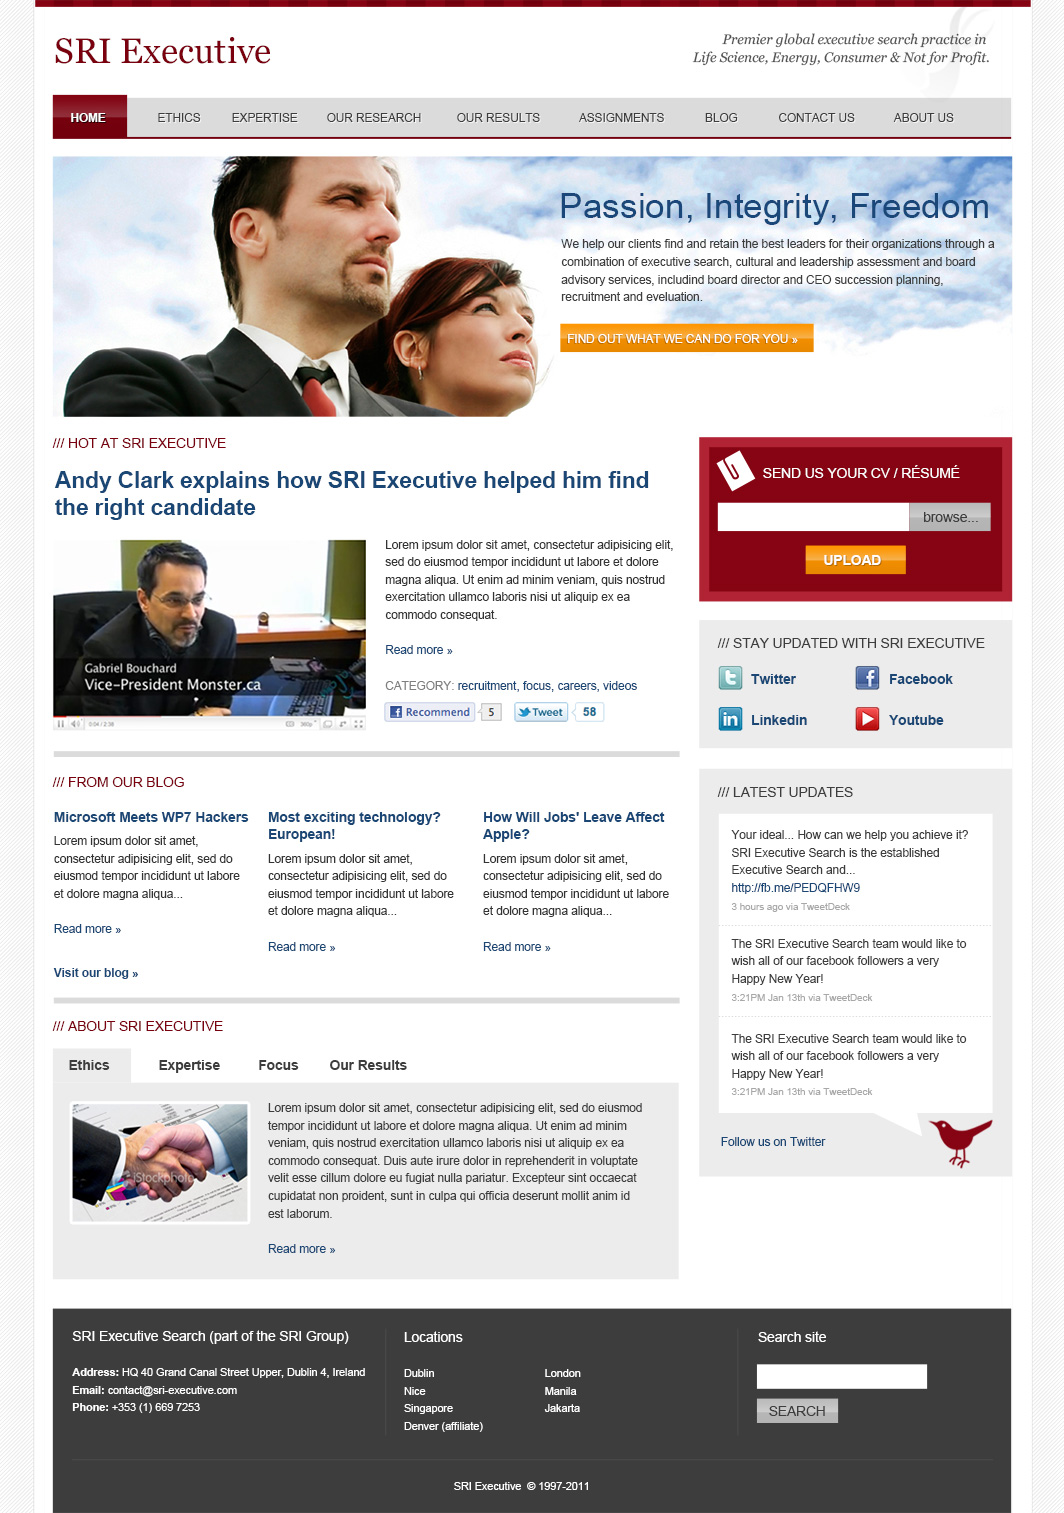 SRI Executive
Premier global executive search practice in
Life Science, Energy, Consumer & Not for Profit.
HOME
ETHICS
EXPERTISE
OUR RESEARCH
OUR RESULTS
ASSIGNMENTS
BLOG
CONTACT US
ABOUT US
Passion, Integrity, Freedom
We help our clients find and retain the best leaders for their organizations through a
combination of executive search, cultural and leadership assessment and board
advisory services, includind board director and CEO succession planning,
recruitment and eveluation.
FIND OUT WHAT WE CAN DO FOR YOU »
/// HOT AT SRI EXECUTIVE
Andy Clark explains how SRI Executive helped him find
the right candidate
Gabriel Bouchard
Vice-President Monster.ca
0:04 / 2:38
360p
Lorem ipsum dolor sit amet, consectetur adipisicing elit,
sed do eiusmod tempor incididunt ut labore et dolore
magna aliqua. Ut enim ad minim veniam, quis nostrud
exercitation ullamco laboris nisi ut aliquip ex ea
commodo consequat.
Read more »
CATEGORY: recruitment, focus, careers, videos
Recommend
5
Tweet
58
/// FROM OUR BLOG
Microsoft Meets WP7 Hackers
Lorem ipsum dolor sit amet,
consectetur adipisicing elit, sed do
eiusmod tempor incididunt ut labore
et dolore magna aliqua...
Read more »
Visit our blog »
Most exciting technology?
European!
Lorem ipsum dolor sit amet,
consectetur adipisicing elit, sed do
eiusmod tempor incididunt ut labore
et dolore magna aliqua...
Read more »
How Will Jobs' Leave Affect
Apple?
Lorem ipsum dolor sit amet,
consectetur adipisicing elit, sed do
eiusmod tempor incididunt ut labore
et dolore magna aliqua...
Read more »
/// ABOUT SRI EXECUTIVE
Ethics
Expertise
Focus
Our Results
iStockphoto
Lorem ipsum dolor sit amet, consectetur adipisicing elit, sed do eiusmod
tempor incididunt ut labore et dolore magna aliqua. Ut enim ad minim
veniam, quis nostrud exercitation ullamco laboris nisi ut aliquip ex ea
commodo consequat. Duis aute irure dolor in reprehenderit in voluptate
velit esse cillum dolore eu fugiat nulla pariatur. Excepteur sint occaecat
cupidatat non proident, sunt in culpa qui officia deserunt mollit anim id
est laborum.
Read more »
SEND US YOUR CV / RÉSUMÉ
browse...
UPLOAD
/// STAY UPDATED WITH SRI EXECUTIVE
Twitter
Facebook
Linkedin
Youtube
/// LATEST UPDATES
Your ideal... How can we help you achieve it?
SRI Executive Search is the established
Executive Search and...
http://fb.me/PEDQFHW9
3 hours ago via TweetDeck
The SRI Executive Search team would like to
wish all of our facebook followers a very
Happy New Year!
3:21PM Jan 13th via TweetDeck
The SRI Executive Search team would like to
wish all of our facebook followers a very
Happy New Year!
3:21PM Jan 13th via TweetDeck
Follow us on Twitter
SRI Executive Search (part of the SRI Group)
Address: HQ 40 Grand Canal Street Upper, Dublin 4, Ireland
Email: contact@sri-executive.com
Phone: +353 (1) 669 7253
Locations
Dublin
Nice
Singapore
Denver (affiliate)
London
Manila
Jakarta
Search site
SEARCH
SRI Executive © 1997-2011